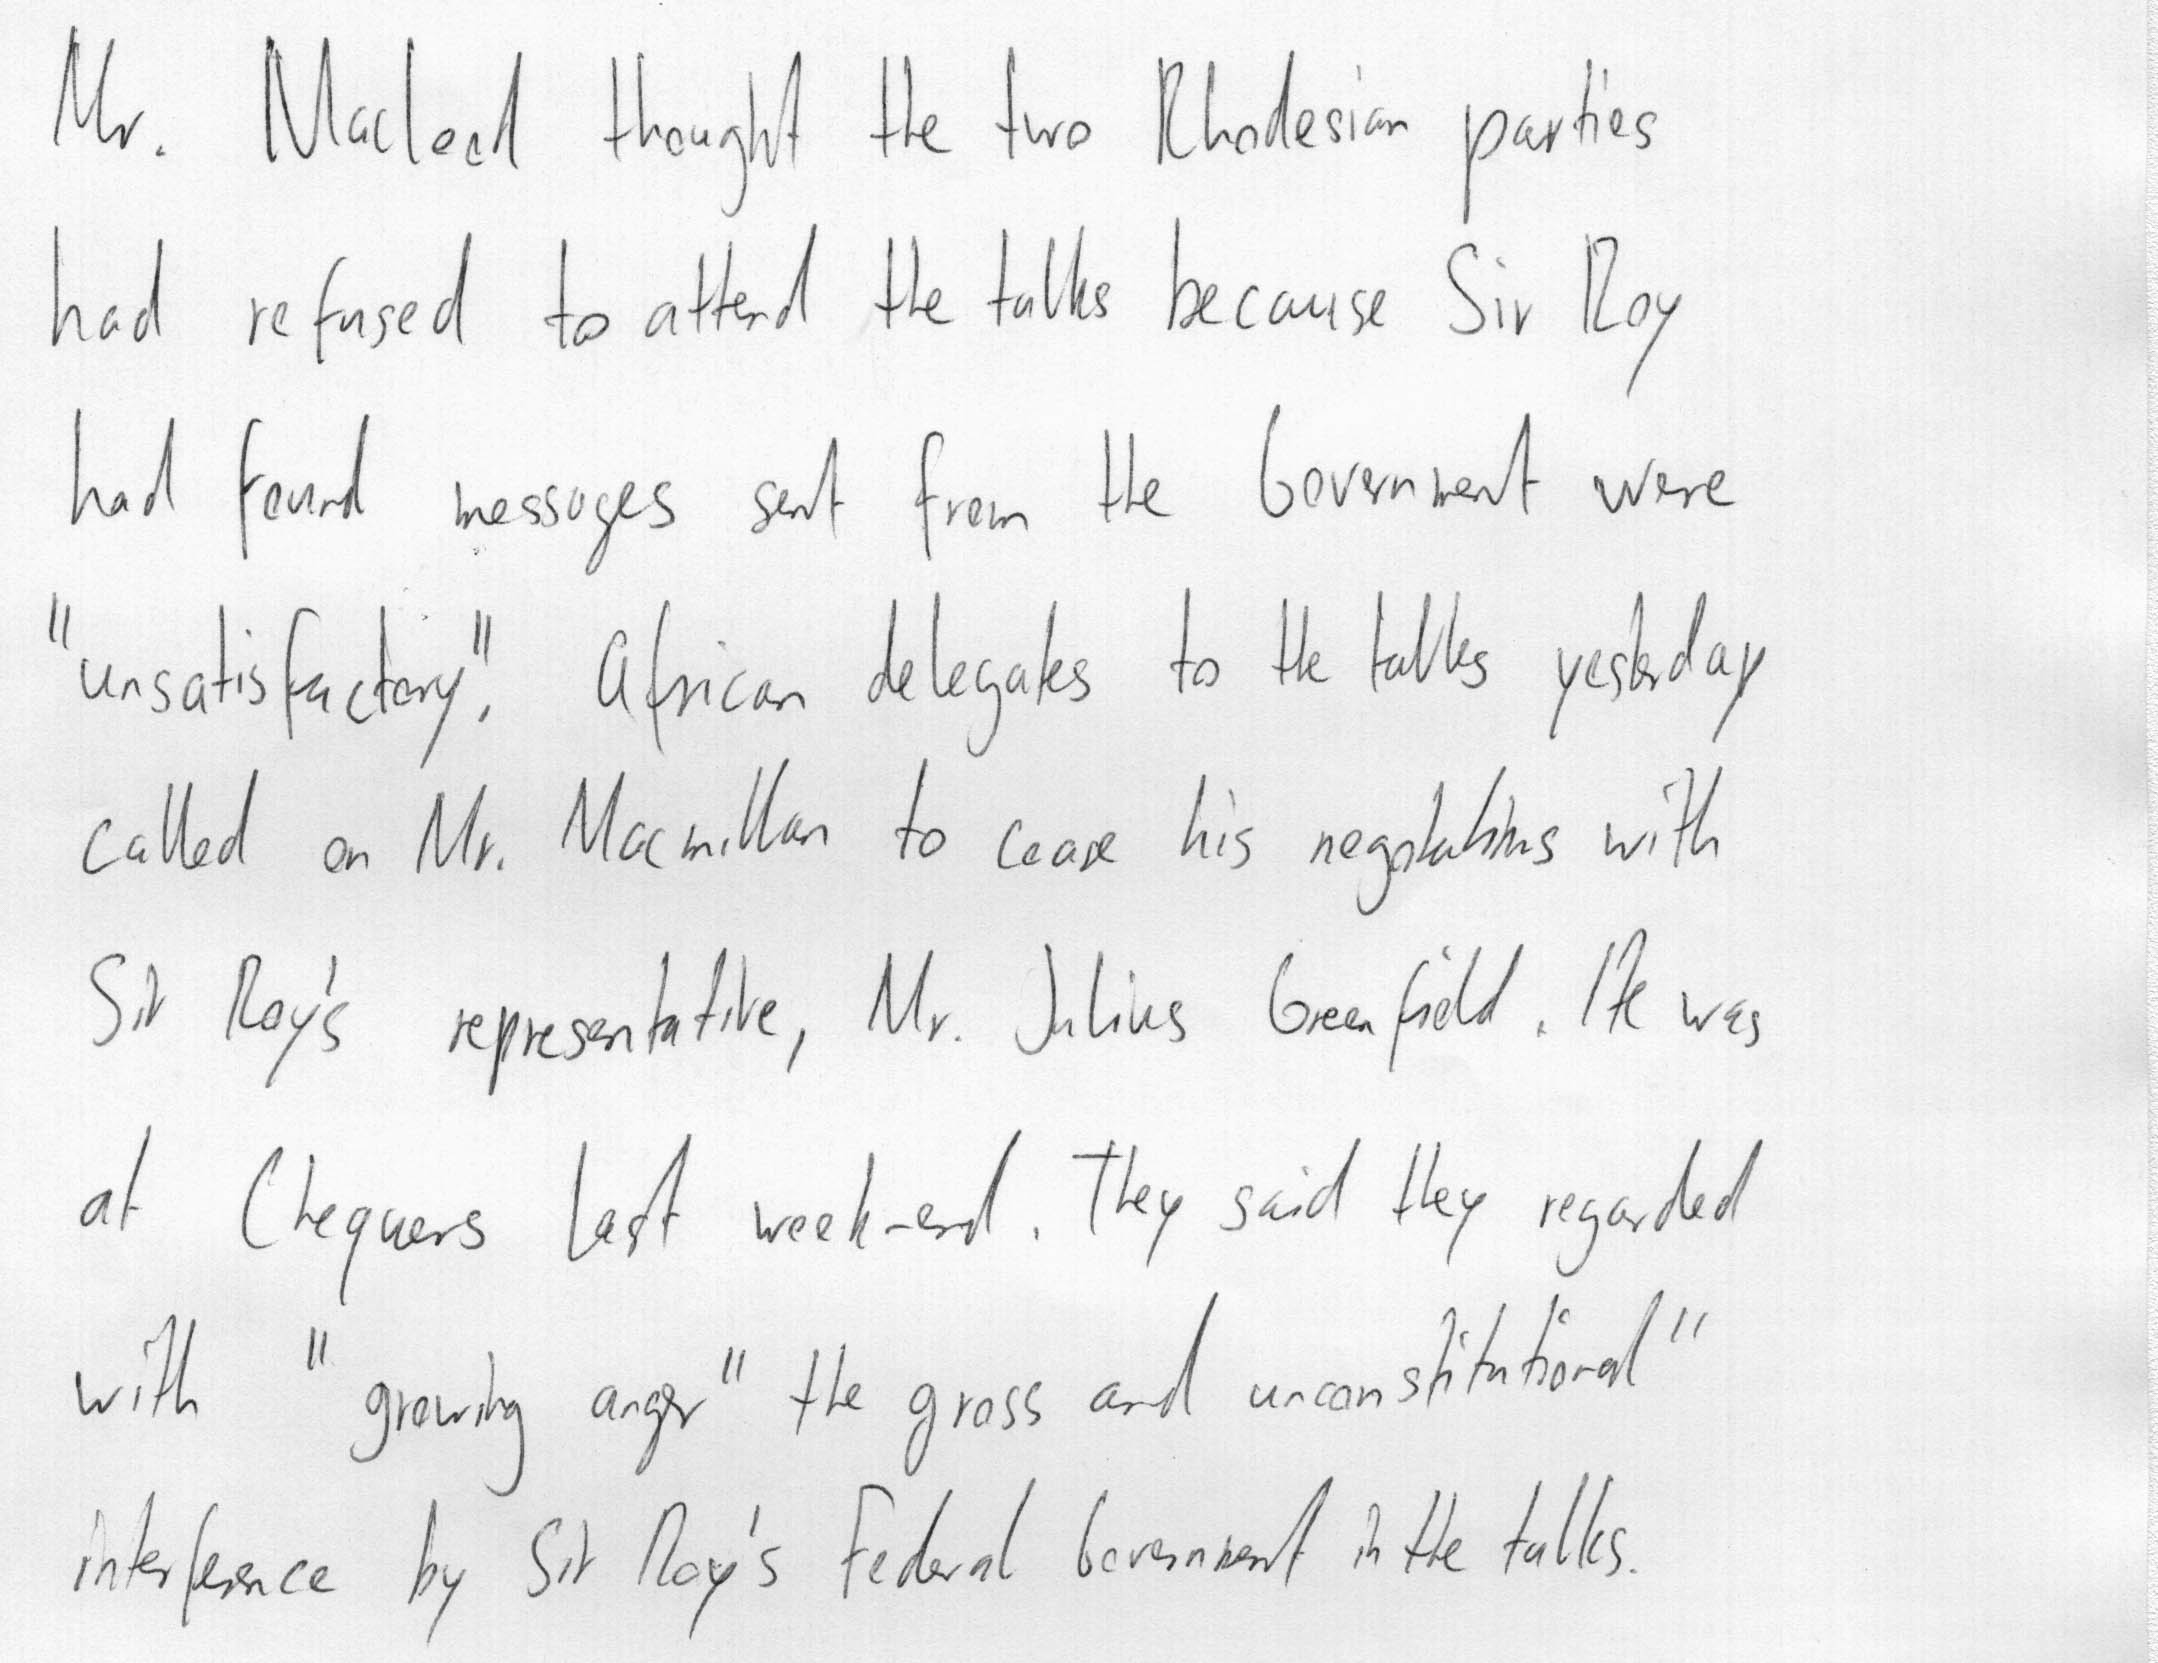 Mr. Macleod thought the two Rhodesian parties
had refused to attend the talks because Sir Roy
had found messages sent from the Government were
"unsatisfactory". African delegates to the talks yesterday
called on Mr. Macmillan to cease his negotiations with
Sir Roy's representative, Mr. Julius Greenfield. He was
at Chequers last week-end. They said they regarded
with "growing anger" the gross and unconstitutional"
interference by Sir Roy's Federal Government in the talks.